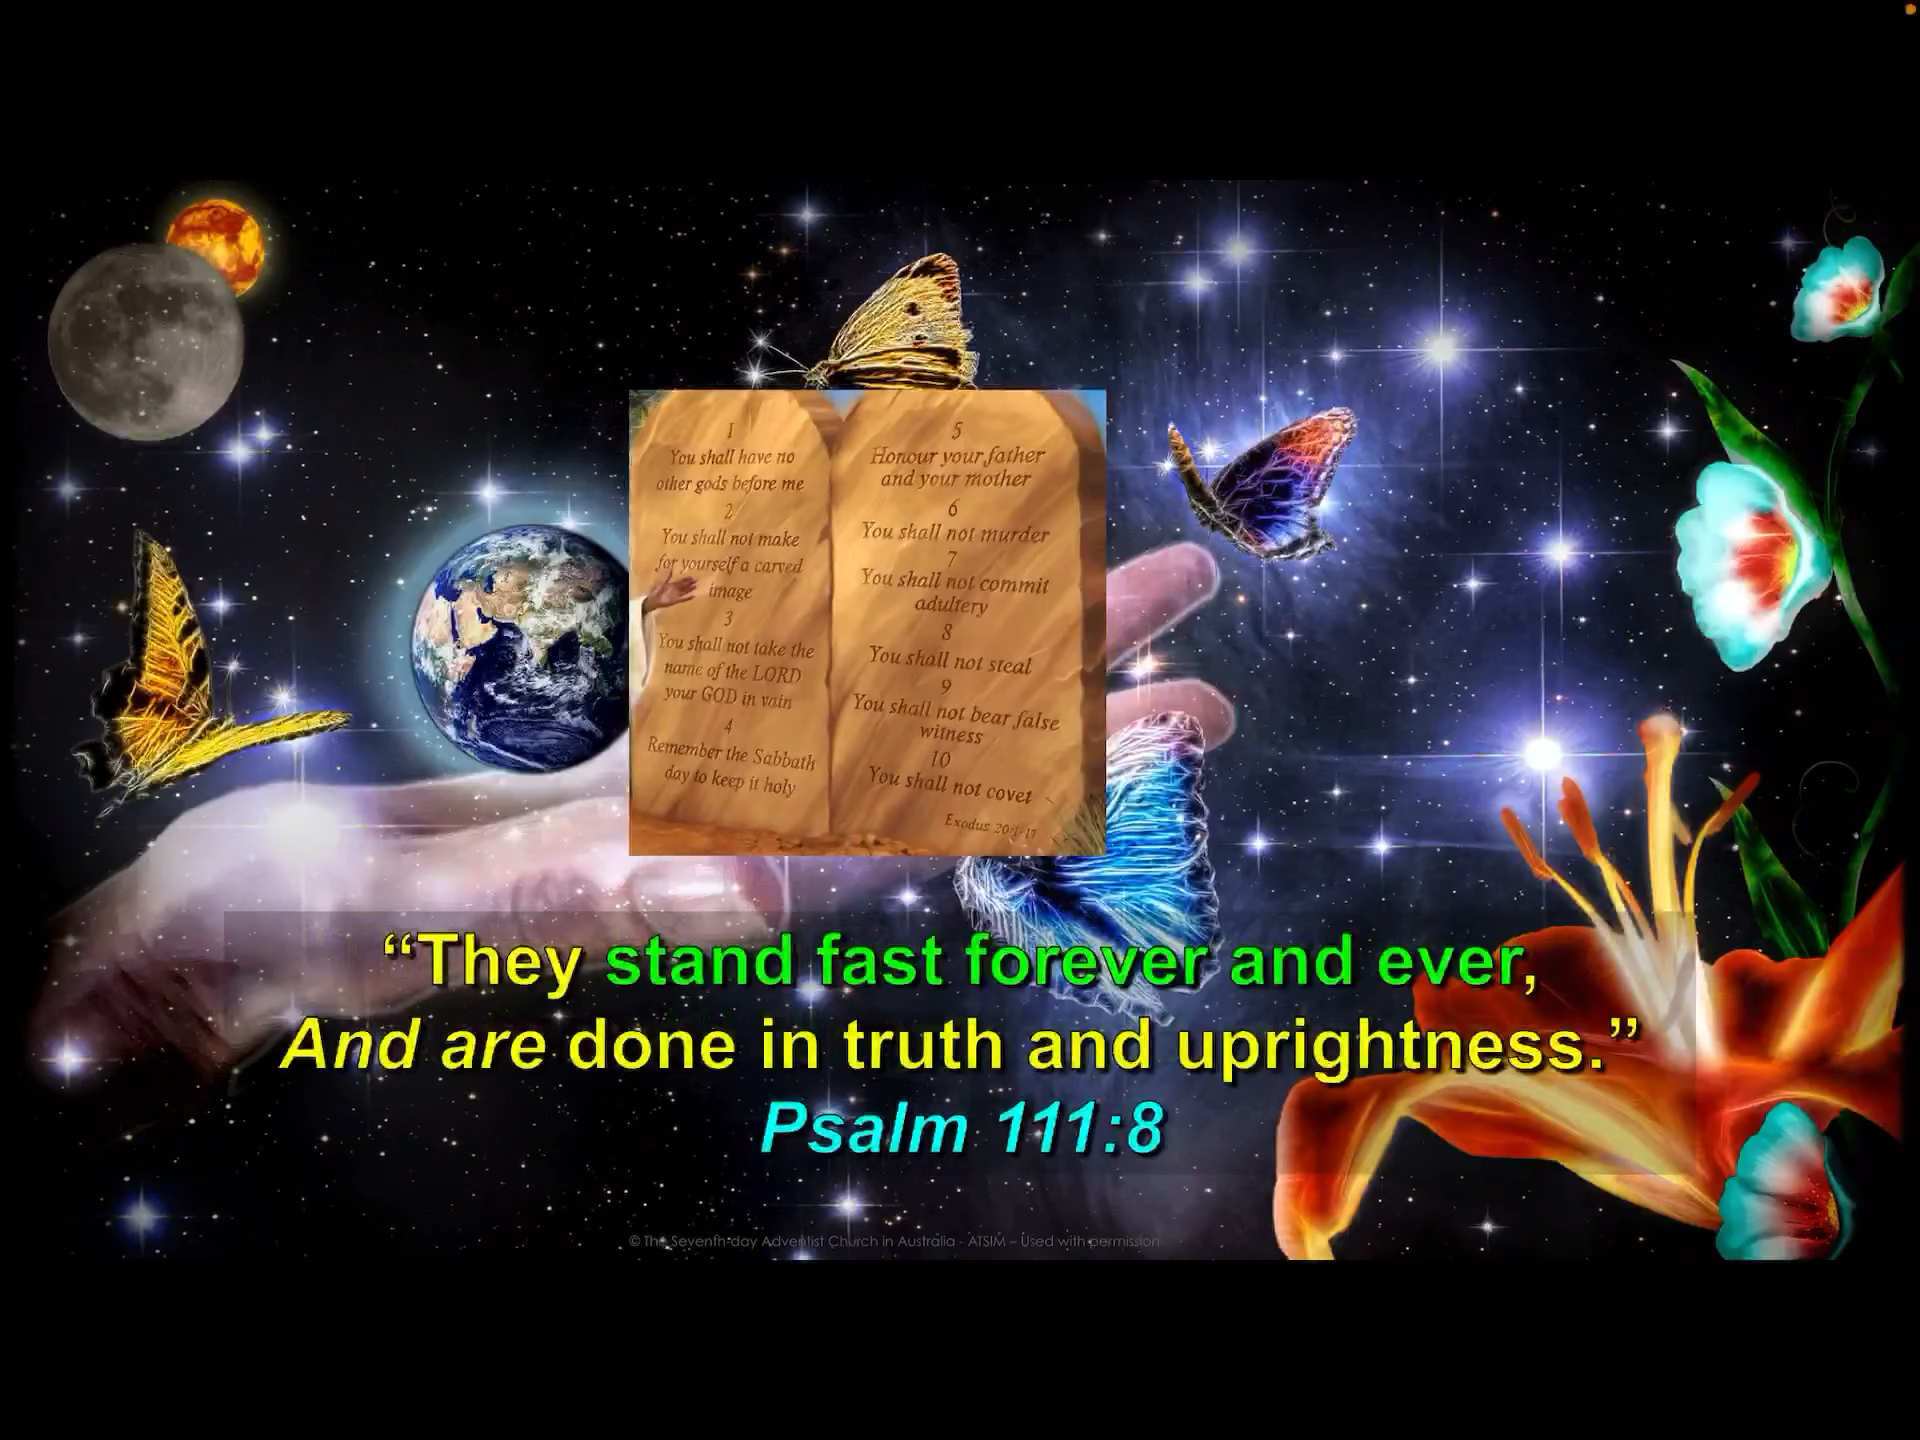 1
You shall have no
other gods before me
2
You shall not make
for yourself a carved
image
3
You shall not take the
name of the LORD
your GOD in vain
4
Remember the Sabbath
day to keep it holy
5
Honour your father
and your mother
6
You shall not murder
7
You shall not commit
adultery
8
You shall not steal
9
You shall not bear false
witness
10
You shall not covet
Exodus 20:1-17
“They stand fast forever and ever,
And are done in truth and uprightness.”
Psalm 111:8
© The Seventh-day Adventist Church in Australia - ATSIM – Used with permission